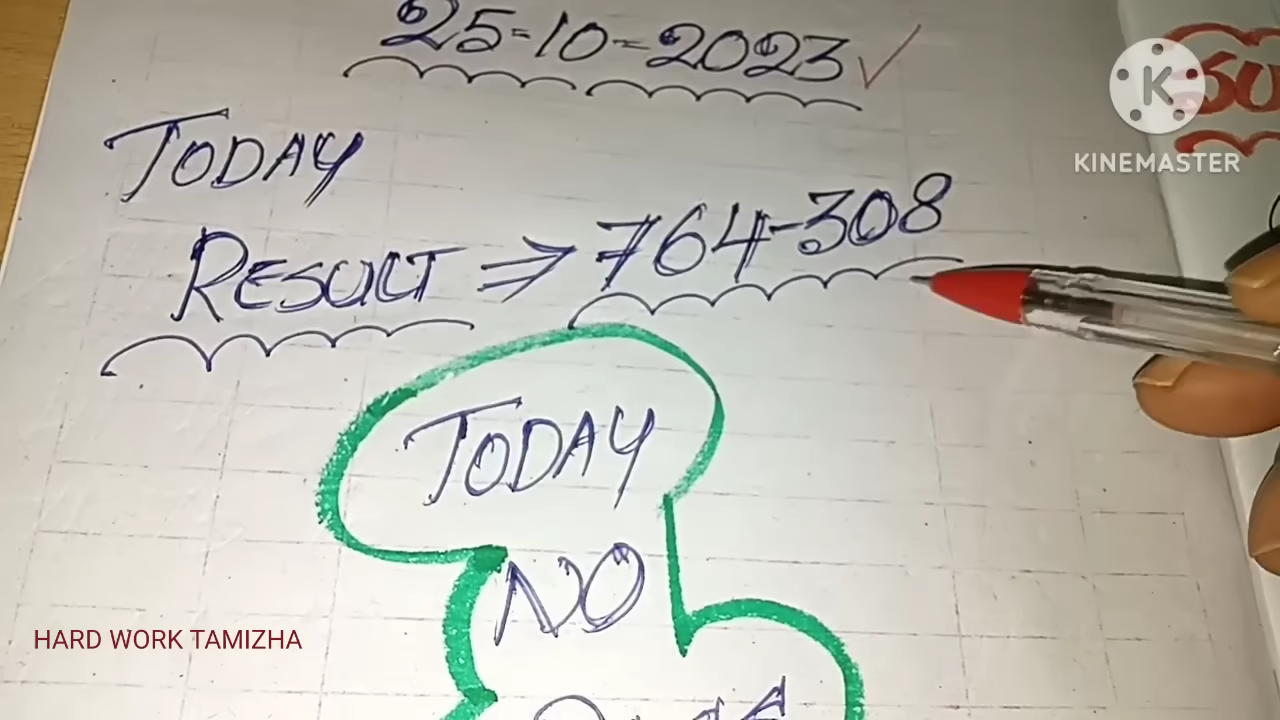 25-10-2023✓
TODAY
RESULT ⇒ 764-308
TODAY
NO
KINEMASTER
HARD WORK TAMIZHA